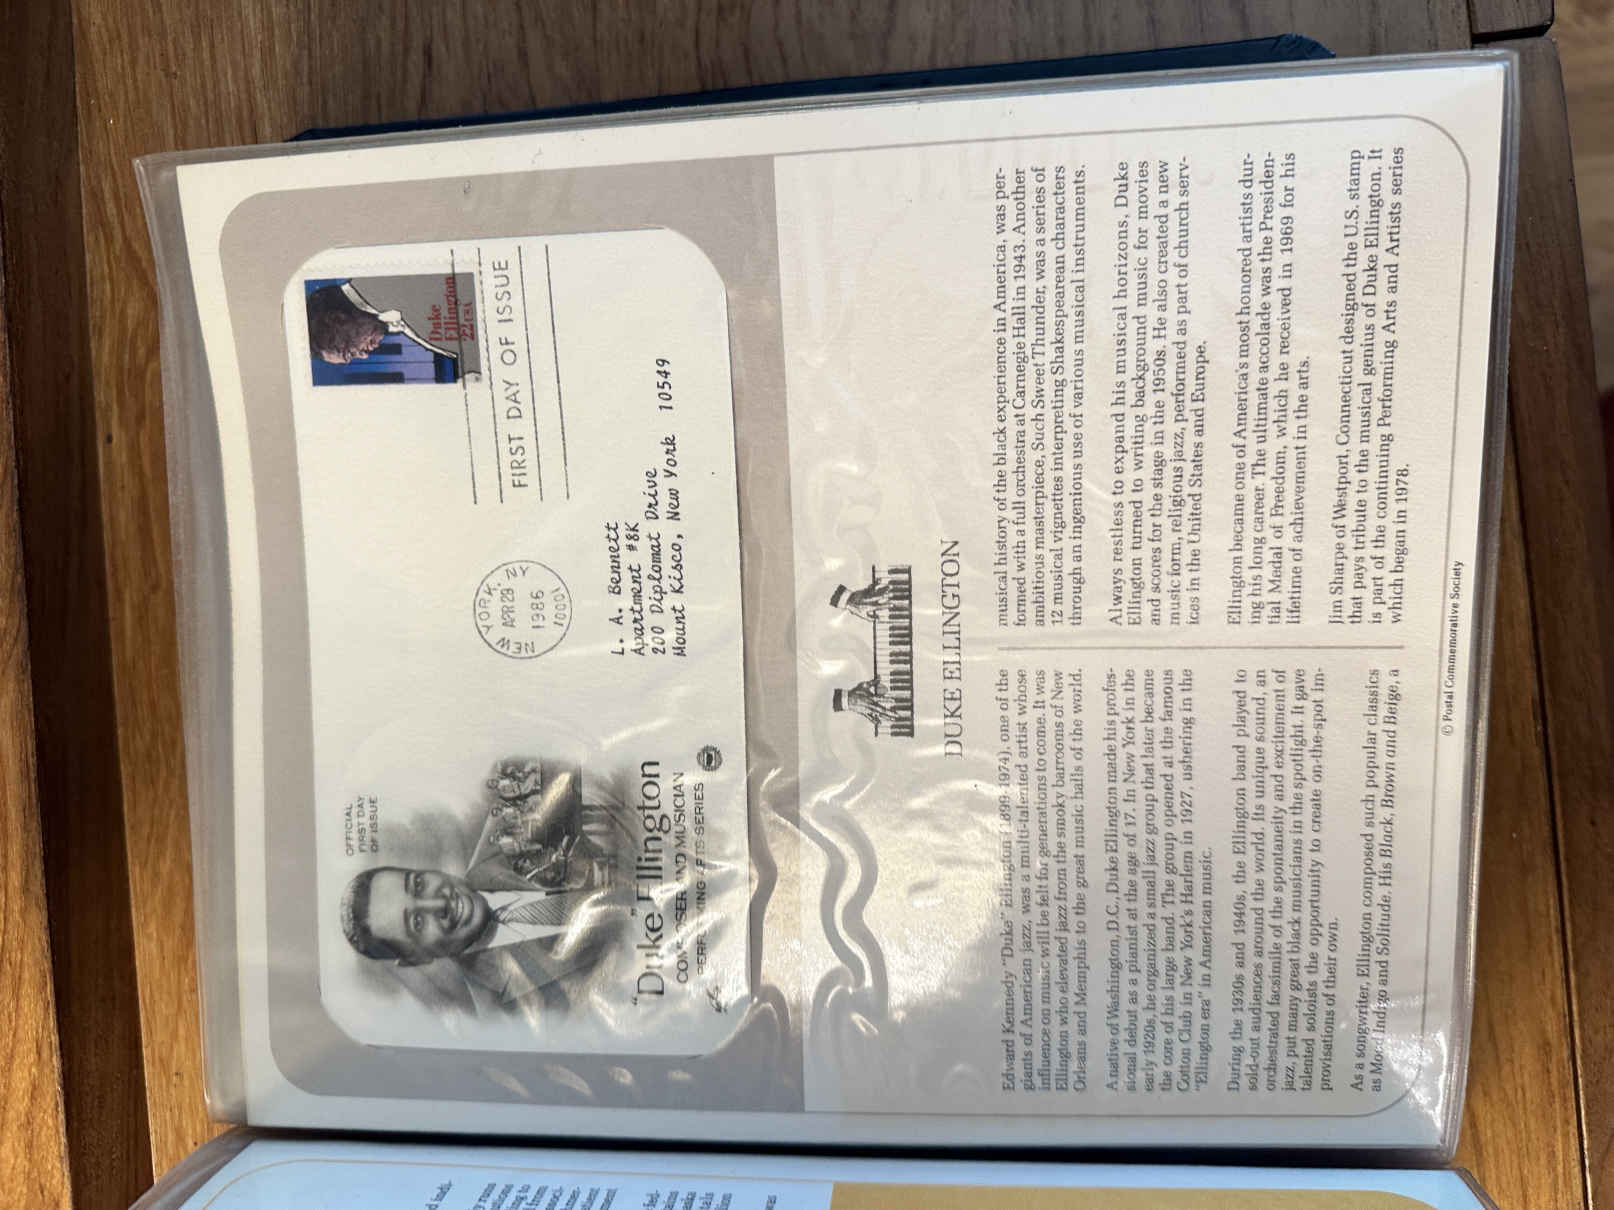 OFFICIAL
FIRST DAY
OF ISSUE
"Duke" Ellington
COMPOSER AND MUSICIAN
PERFORMING ARTS SERIES
NEW YORK, NY
APR 29
1986
10001
Duke
Ellington
22 USA
FIRST DAY OF ISSUE
L. A. Bennett
Apartment #8K
200 Diplomat Drive
Mount Kisco, New York 10549
DUKE ELLINGTON
Edward Kennedy "Duke" Ellington (1899-1974), one of the
giants of American jazz, was a multi-talented artist whose
influence on music will be felt for generations to come. It was
Ellington who elevated jazz from the smoky barrooms of New
Orleans and Memphis to the great music halls of the world.
A native of Washington, D.C., Duke Ellington made his profes-
sional debut as a pianist at the age of 17. In New York in the
early 1920s, he organized a small jazz group that later became
the core of his large band. The group opened at the famous
Cotton Club in New York's Harlem in 1927, ushering in the
"Ellington era" in American music.
During the 1930s and 1940s, the Ellington band played to
sold-out audiences around the world. Its unique sound, an
orchestrated facsimile of the spontaneity and excitement of
jazz, put many great black musicians in the spotlight. It gave
talented soloists the opportunity to create on-the-spot im-
provisations of their own.
As a songwriter, Ellington composed such popular classics
as Mood Indigo and Solitude. His Black, Brown and Beige, a
musical history of the black experience in America, was per-
formed with a full orchestra at Carnegie Hall in 1943. Another
ambitious masterpiece, Such Sweet Thunder, was a series of
12 musical vignettes interpreting Shakespearean characters
through an ingenious use of various musical instruments.
Always restless to expand his musical horizons, Duke
Ellington turned to writing background music for movies
and scores for the stage in the 1950s. He also created a new
music form, religious jazz, performed as part of church serv-
ices in the United States and Europe.
Ellington became one of America's most honored artists dur-
ing his long career. The ultimate accolade was the Presiden-
tial Medal of Freedom, which he received in 1969 for his
lifetime of achievement in the arts.
Jim Sharpe of Westport, Connecticut designed the U.S. stamp
that pays tribute to the musical genius of Duke Ellington. It
is part of the continuing Performing Arts and Artists series
which began in 1978.
© Postal Commemorative Society